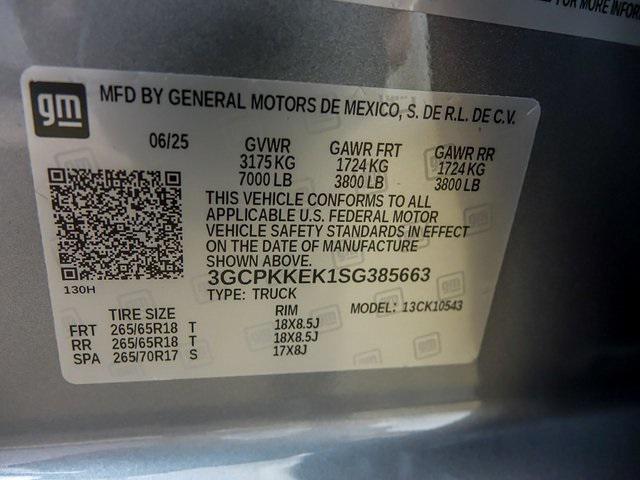 FOR MORE INFOR
gm
MFD BY GENERAL MOTORS DE MEXICO, S. DE R.L. DE C.V.
06/25 GVWR GAWR FRT GAWR RR
3175 KG 1724 KG 1724 KG
7000 LB 3800 LB 3800 LB
THIS VEHICLE CONFORMS TO ALL
APPLICABLE U.S. FEDERAL MOTOR
VEHICLE SAFETY STANDARDS IN EFFECT
ON THE DATE OF MANUFACTURE
SHOWN ABOVE.
130H
3GCPKKEK1SG385663
TYPE: TRUCK MODEL: 13CK10543
TIRE SIZE RIM
FRT 265/65R18 T 18X8.5J
RR 265/65R18 T 18X8.5J
SPA 265/70R17 S 17X8J